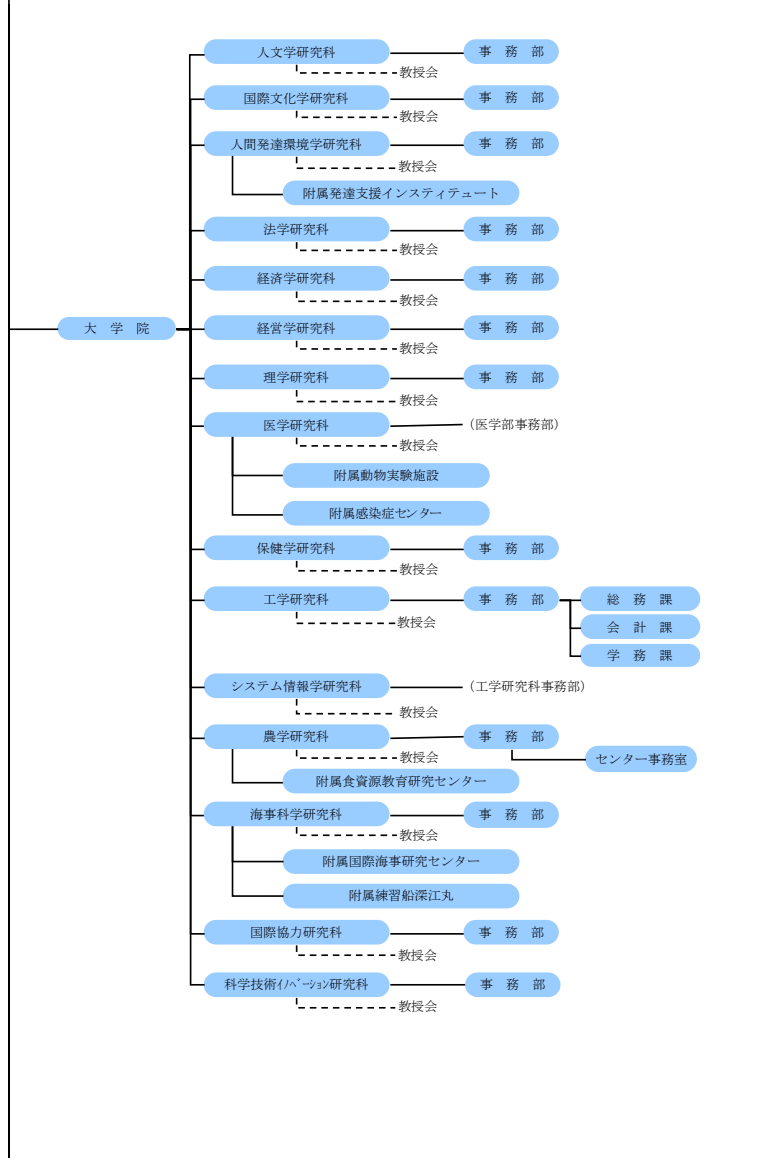 人文学研究科 事　務　部
教授会
国際文化学研究科 事　務　部
教授会
人間発達環境学研究科 事　務　部
教授会
附属発達支援インスティテュート
法学研究科 事　務　部
教授会
経済学研究科 事　務　部
教授会
大　学　院 経営学研究科 事　務　部
教授会
理学研究科 事　務　部
教授会
医学研究科 （医学部事務部）
教授会
附属動物実験施設
附属感染症センター
保健学研究科 事　務　部
教授会
工学研究科 事　務　部 総　務　課
教授会 会　計　課
学　務　課
システム情報学研究科 （工学研究科事務部）
教授会
農学研究科 事　務　部
教授会 センター事務室
附属食資源教育研究センター
海事科学研究科 事　務　部
教授会
附属国際海事研究センター
附属練習船深江丸
国際協力研究科 事　務　部
教授会
科学技術ｲﾉﾍﾞｰｼｮﾝ研究科 事　務　部
教授会